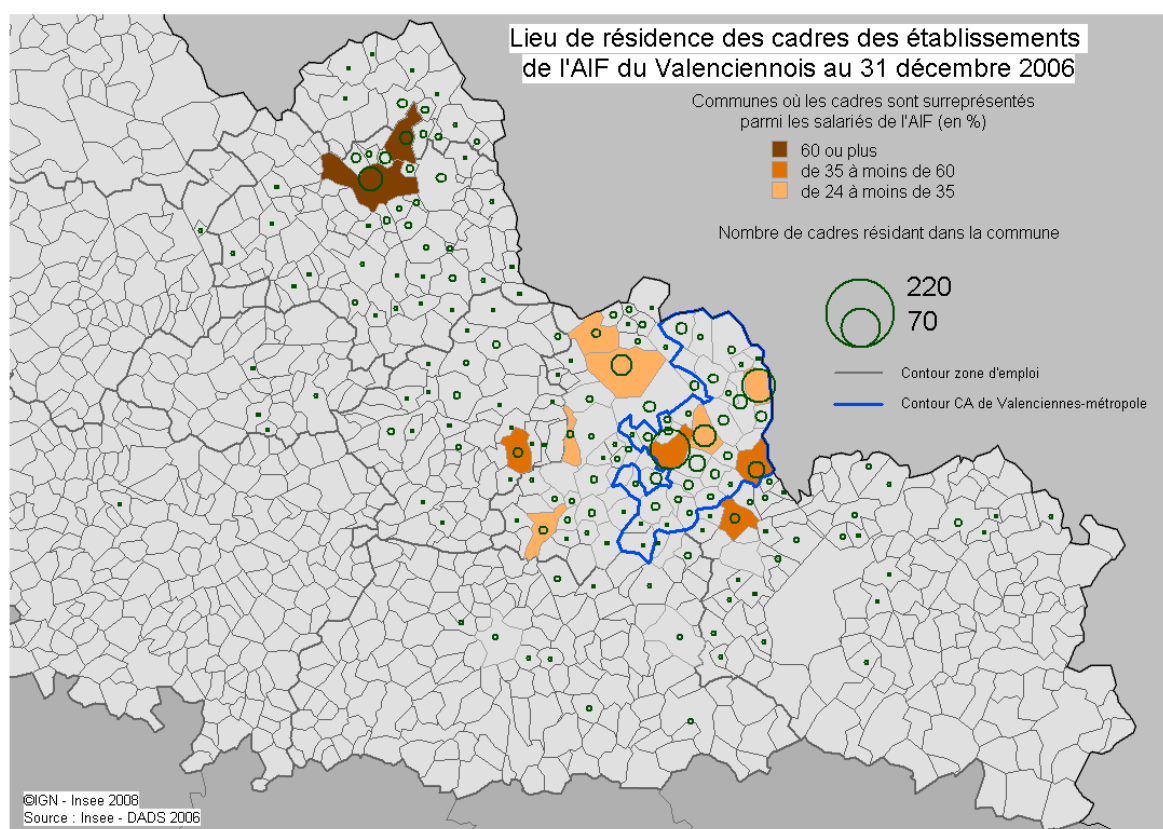 Lieu de résidence des cadres des établissements
de l'AIF du Valenciennois au 31 décembre 2006
Communes où les cadres sont surreprésentés
parmi les salariés de l'AIF (en %)
60 ou plus
de 35 à moins de 60
de 24 à moins de 35
Nombre de cadres résidant dans la commune
220
70
Contour zone d'emploi
Contour CA de Valenciennes-métropole
©IGN - Insee 2008
Source : Insee - DADS 2006